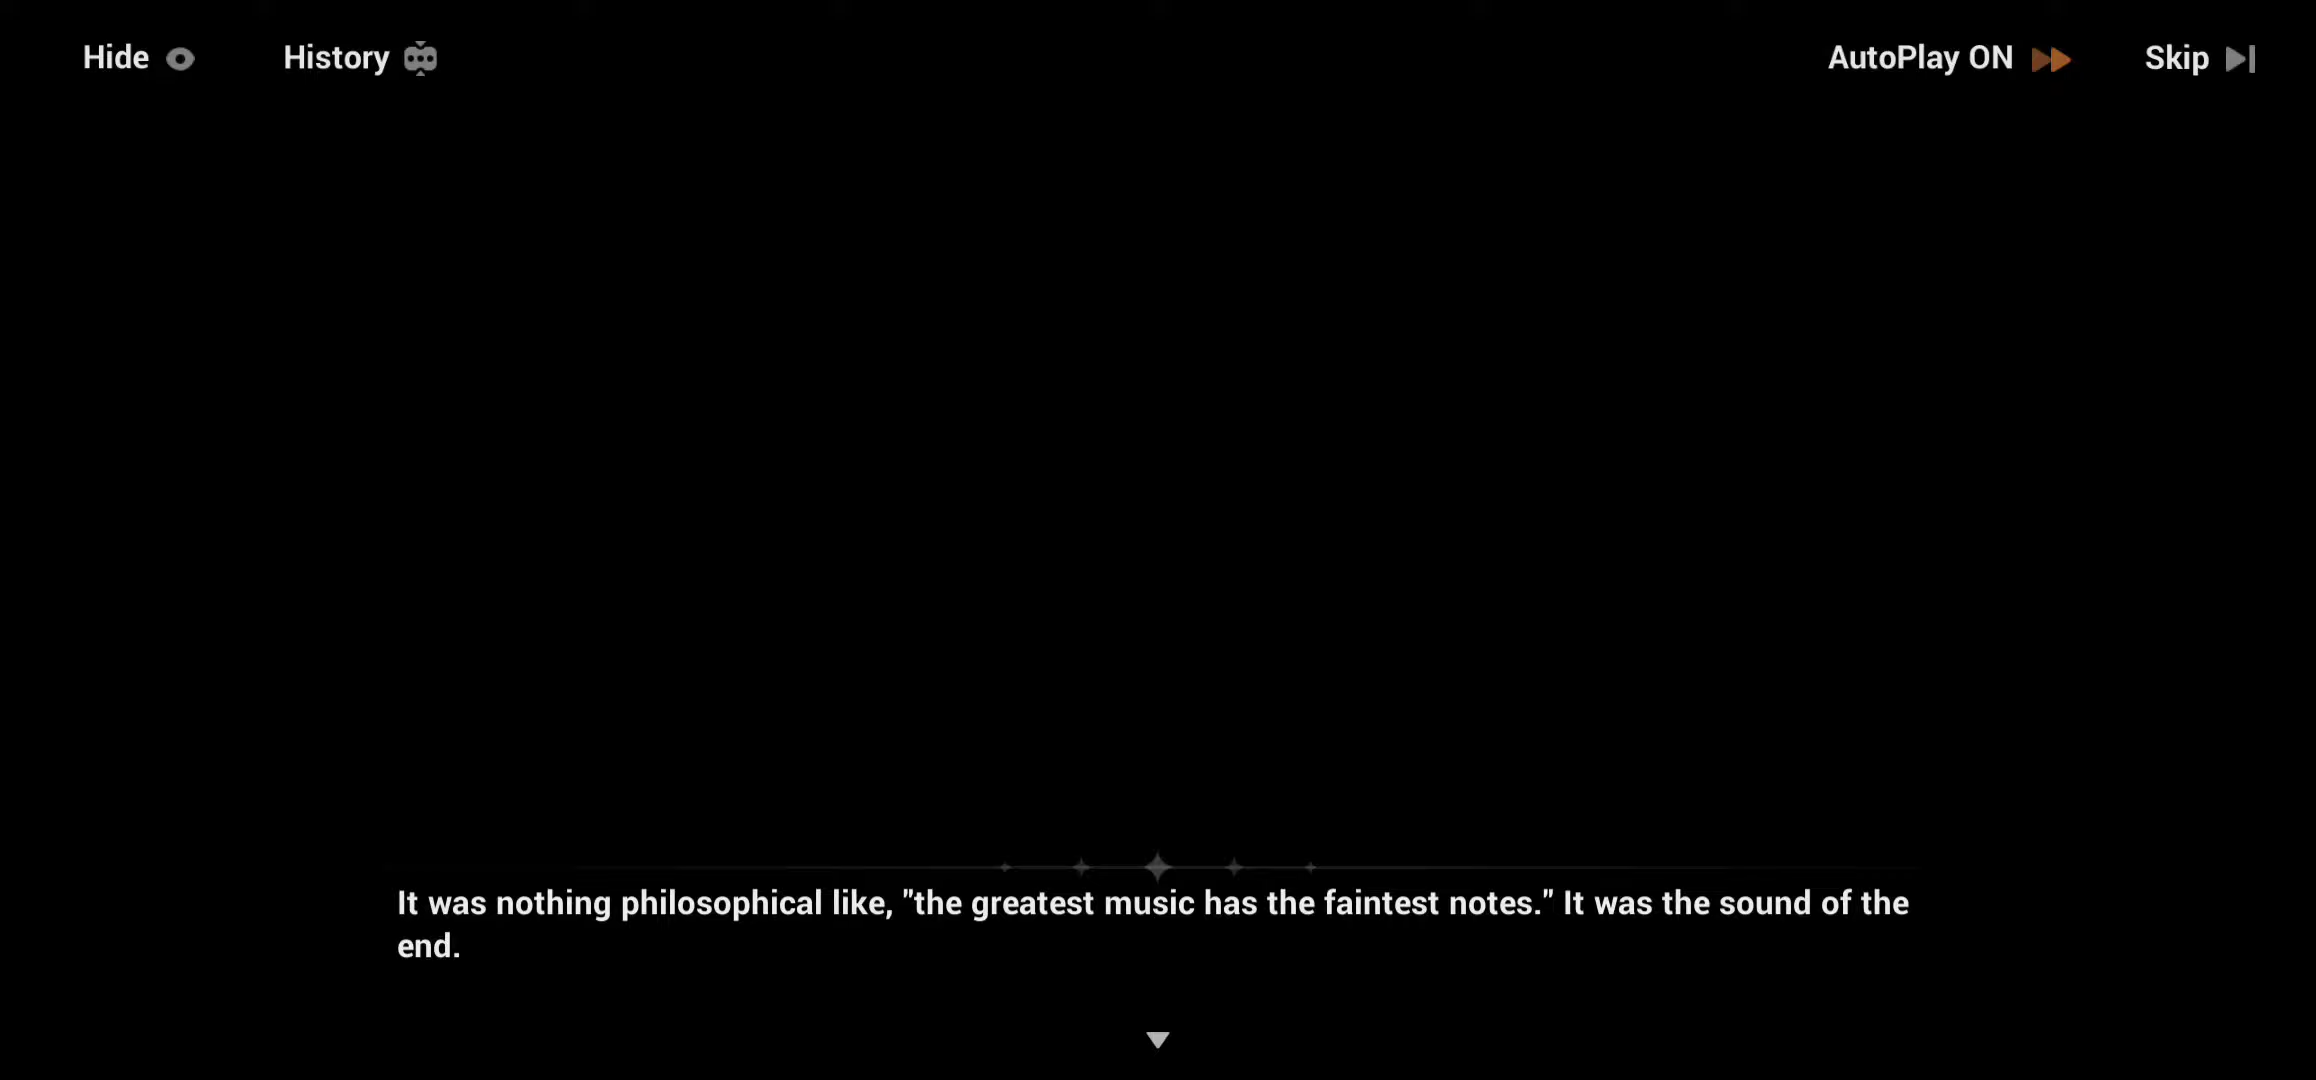 Hide
History
AutoPlay ON
Skip
It was nothing philosophical like, "the greatest music has the faintest notes." It was the sound of the
end.